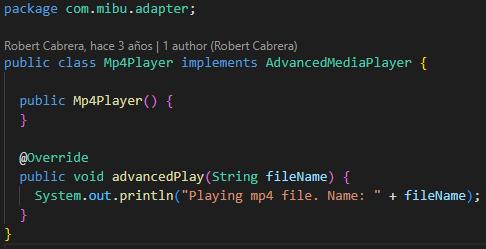 package com.mibu.adapter;
Robert Cabrera, hace 3 años | 1 author (Robert Cabrera)
public class Mp4Player implements AdvancedMediaPlayer {
public Mp4Player() {
}
@Override
public void advancedPlay(String fileName) {
System.out.println("Playing mp4 file. Name: " + fileName);
}
}